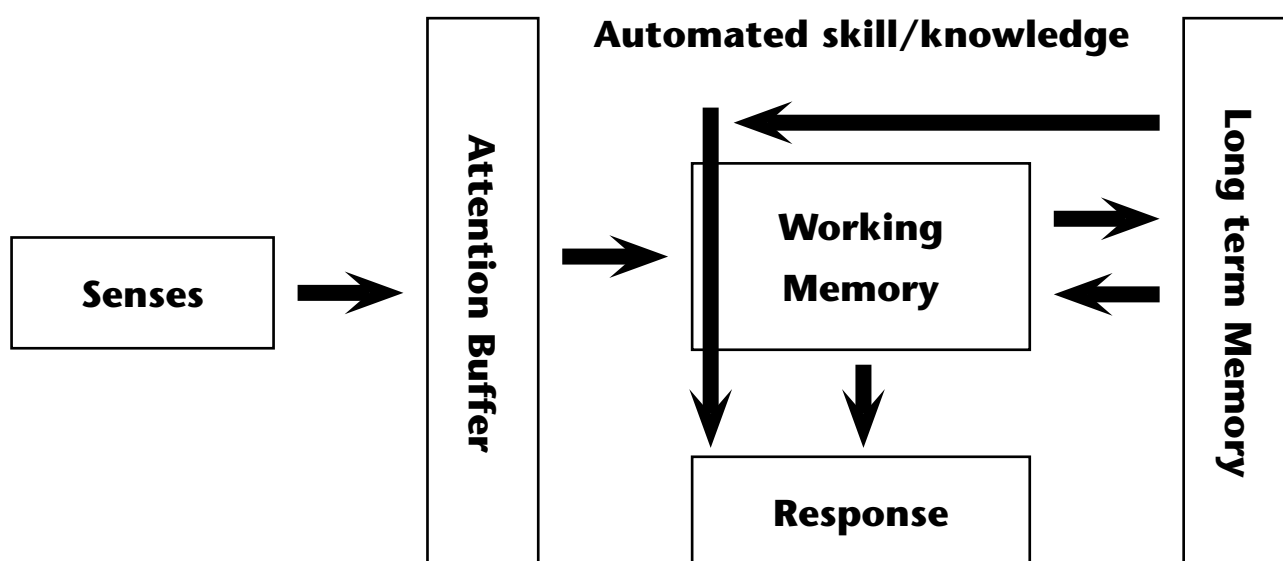 Automated skill/knowledge
Senses
Attention Buffer
Working
Memory
Response
Long term Memory